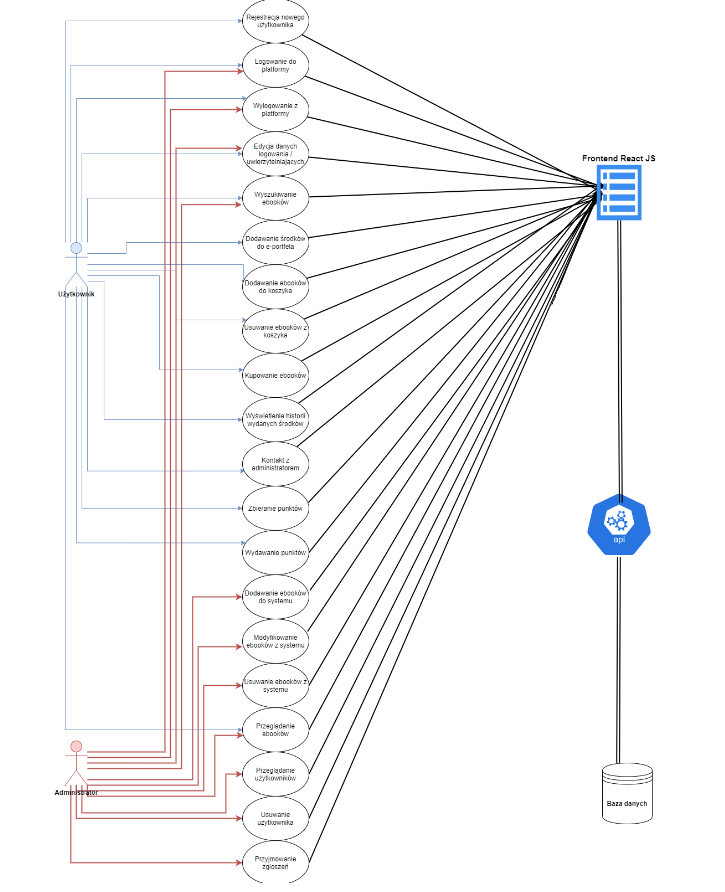 Rejestracja nowego
użytkownika
Logowanie do
platformy
Wylogowanie z
platformy
Edycja danych
logowania /
uwierzytelniających
Wyszukiwanie
ebooków
Dodawanie środków
do e-portfela
Dodawanie ebooków
do koszyka
Usuwanie ebooków z
koszyka
Kupowanie ebooków
Wyświetlenie historii
wydanych środków
Kontakt z
administratorem
Zbieranie punktów
Wydawanie punktów
Dodawanie ebooków
do systemu
Modyfikowanie
ebooków z systemu
Usuwanie ebooków z
systemu
Przeglądanie
ebooków
Przeglądanie
użytkowników
Usuwanie
użytkownika
Przyjmowanie
zgłoszeń
Użytkownik
Administrator
Frontend React JS
api
Baza danych